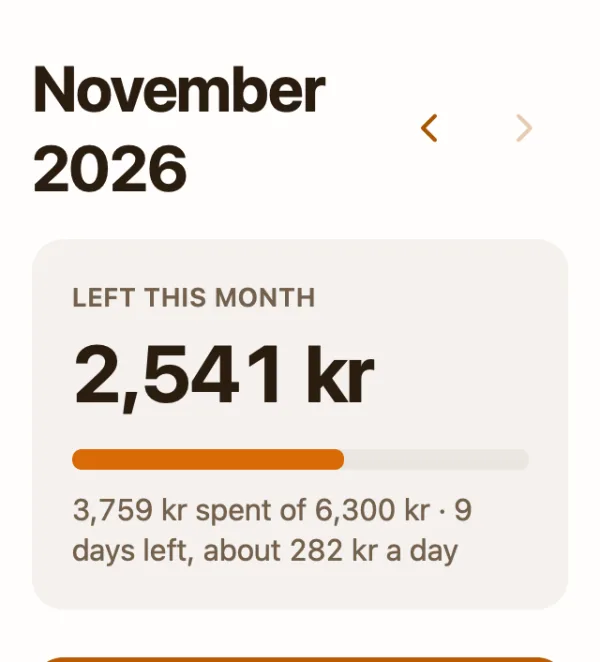 November
2026
LEFT THIS MONTH
2,541 kr
3,759 kr spent of 6,300 kr · 9
days left, about 282 kr a day